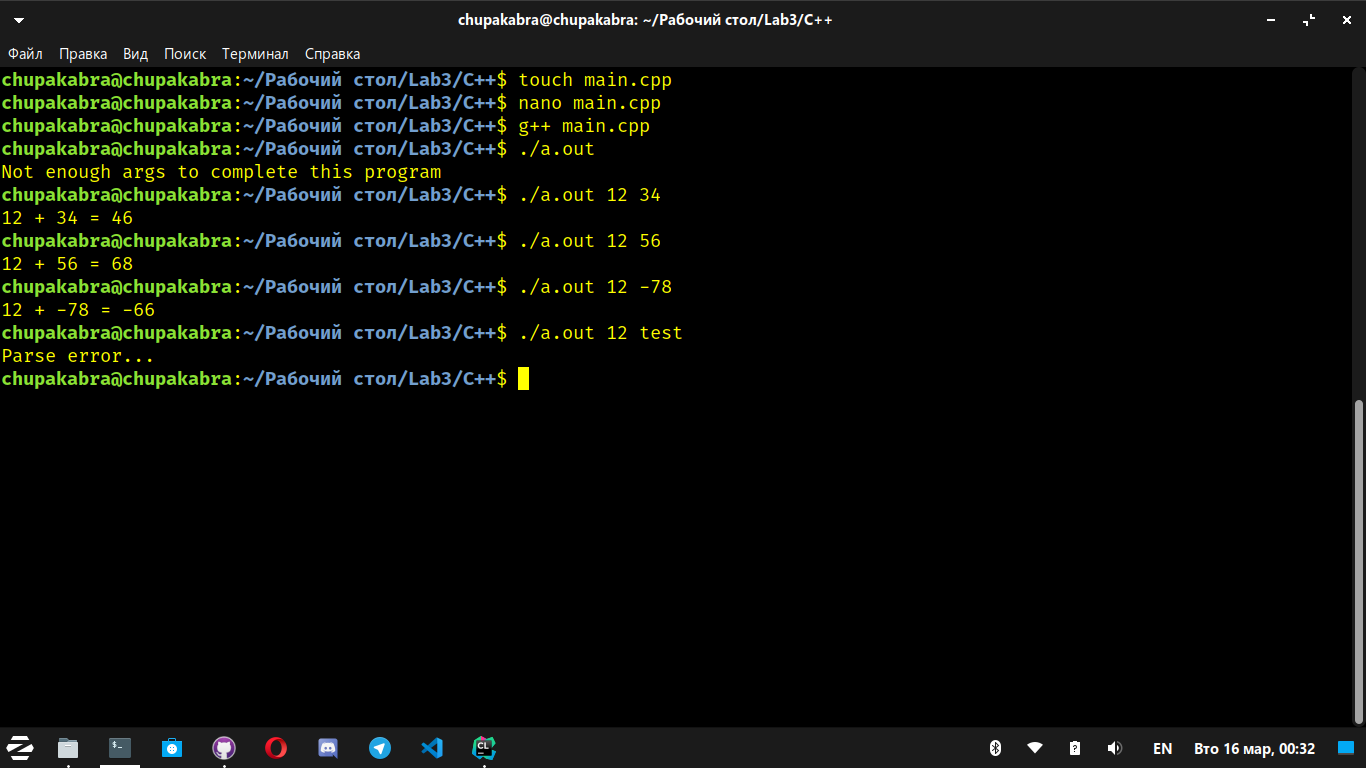 chupakabra@chupakabra: ~/Рабочий стол/Lab3/C++
Файл Правка Вид Поиск Терминал Справка
chupakabra@chupakabra:~/Рабочий стол/Lab3/C++$ touch main.cpp
chupakabra@chupakabra:~/Рабочий стол/Lab3/C++$ nano main.cpp
chupakabra@chupakabra:~/Рабочий стол/Lab3/C++$ g++ main.cpp
chupakabra@chupakabra:~/Рабочий стол/Lab3/C++$ ./a.out
Not enough args to complete this program
chupakabra@chupakabra:~/Рабочий стол/Lab3/C++$ ./a.out 12 34
12 + 34 = 46
chupakabra@chupakabra:~/Рабочий стол/Lab3/C++$ ./a.out 12 56
12 + 56 = 68
chupakabra@chupakabra:~/Рабочий стол/Lab3/C++$ ./a.out 12 -78
12 + -78 = -66
chupakabra@chupakabra:~/Рабочий стол/Lab3/C++$ ./a.out 12 test
Parse error...
chupakabra@chupakabra:~/Рабочий стол/Lab3/C++$
$- CL EN Вто 16 мар, 00:32